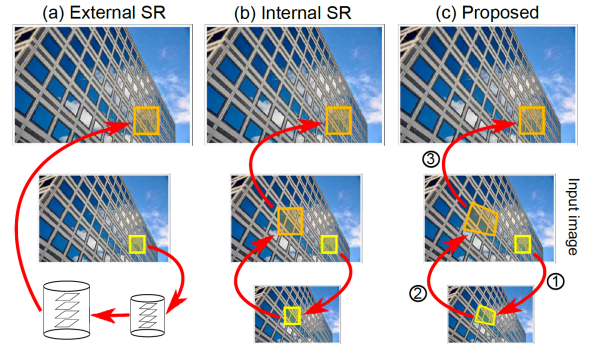 (a) External SR
(b) Internal SR
(c) Proposed
③
Input image
①
②